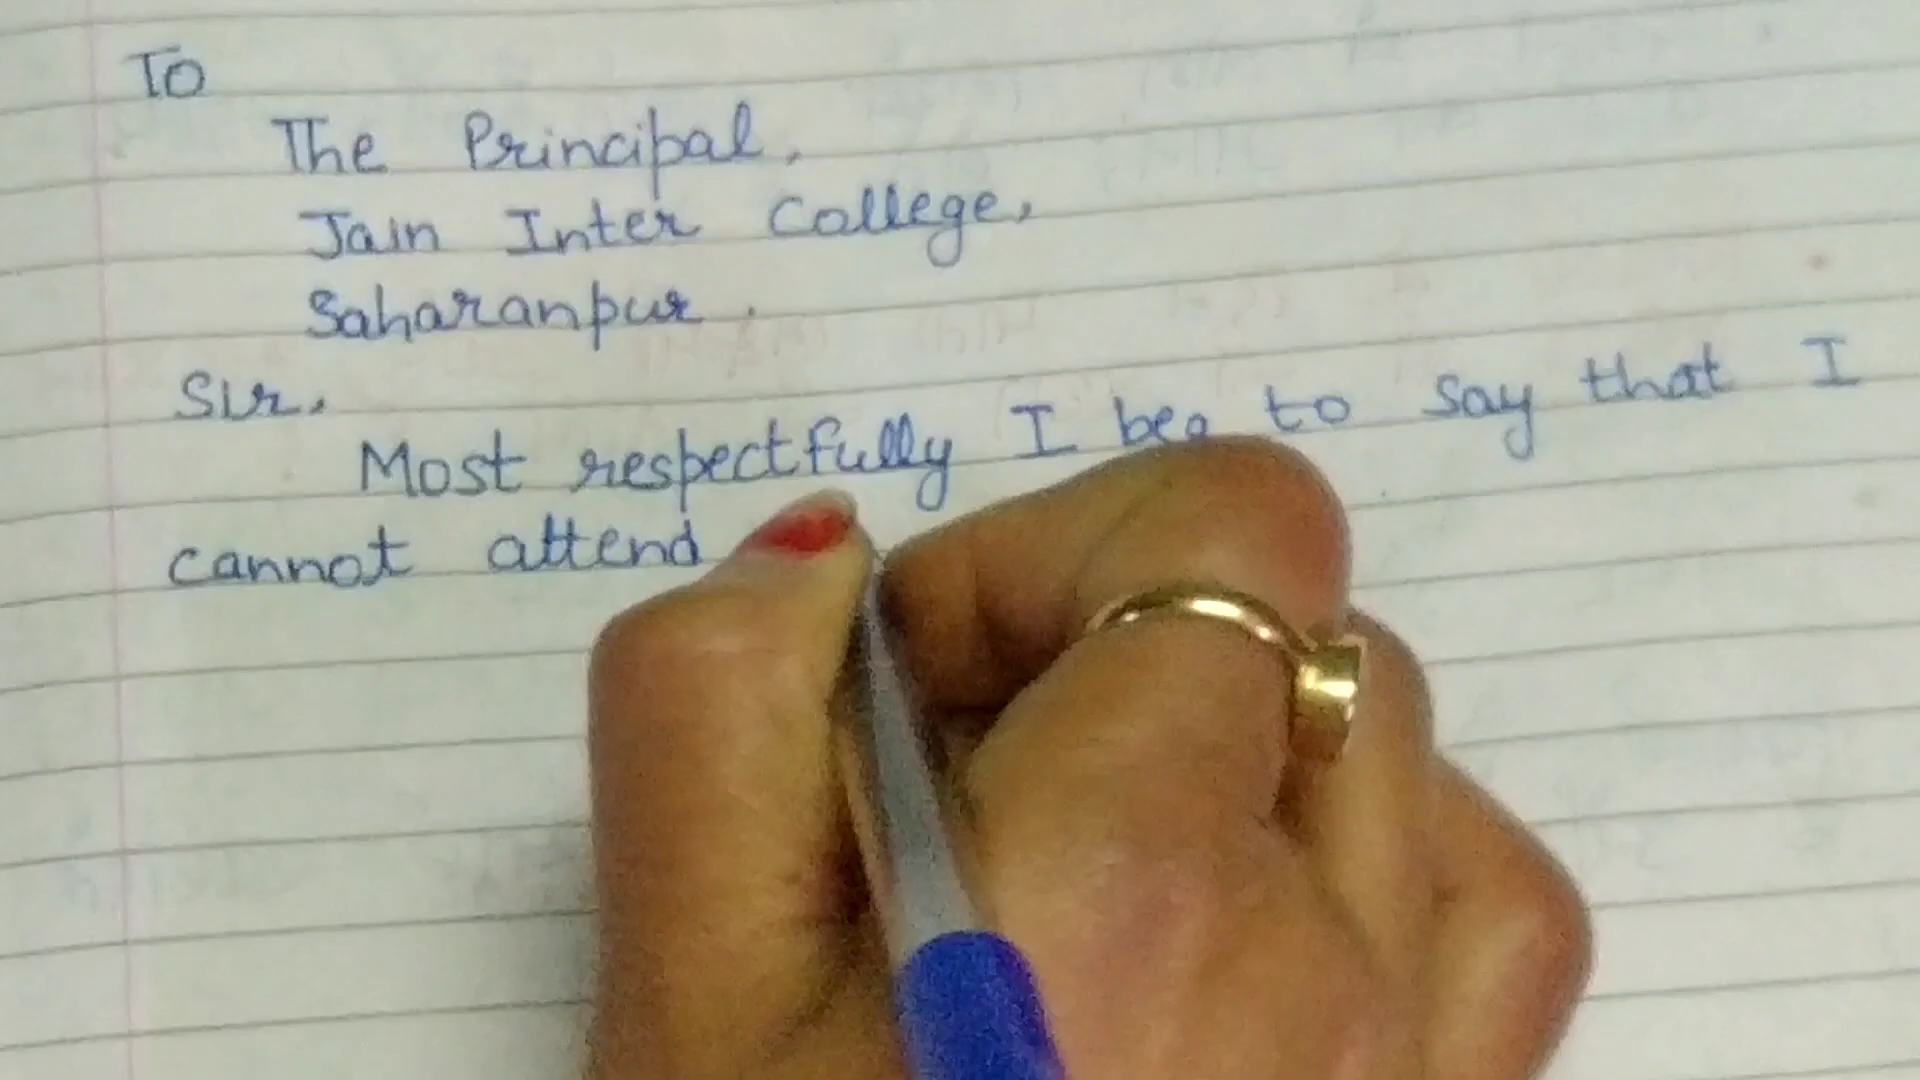 To
The Principal,
Jain Inter College,
Saharanpur.
Sir,
Most respectfully I beg to say that I
cannot attend